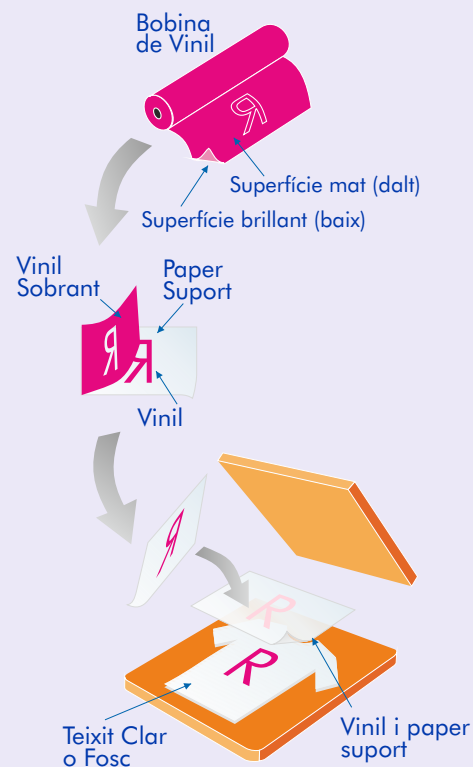 Bobina
de Vinil
R
Superfície mat (dalt)
Superfície brillant (baix)
Vinil
Sobrant
Paper
Suport
R
R
Vinil
R
R
R
Teixit Clar
o Fosc
Vinil i paper
suport